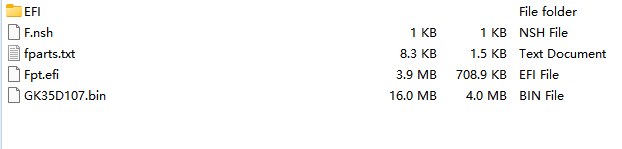 EFI File folder
F.nsh 1 KB 1 KB NSH File
fparts.txt 8.3 KB 1.5 KB Text Document
Fpt.efi 3.9 MB 708.9 KB EFI File
GK35D107.bin 16.0 MB 4.0 MB BIN File